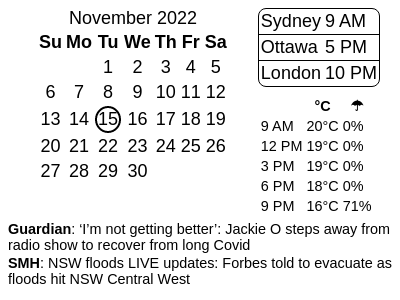 November 2022
Su Mo Tu We Th Fr Sa
1 2 3 4 5
6 7 8 9 10 11 12
13 14 15 16 17 18 19
20 21 22 23 24 25 26
27 28 29 30
Sydney 9 AM
Ottawa 5 PM
London 10 PM
°C ☂
9 AM 20°C 0%
12 PM 19°C 0%
3 PM 19°C 0%
6 PM 18°C 0%
9 PM 16°C 71%
Guardian: ‘I’m not getting better’: Jackie O steps away from
radio show to recover from long Covid
SMH: NSW floods LIVE updates: Forbes told to evacuate as
floods hit NSW Central West